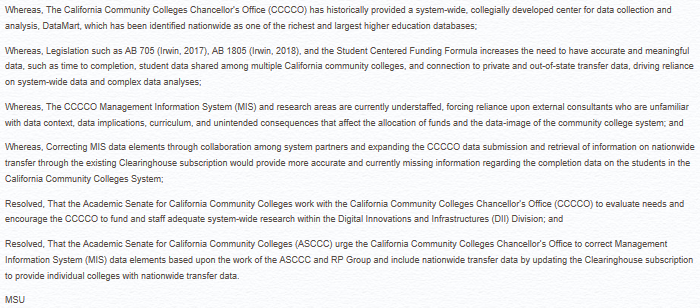 Whereas, The California Community Colleges Chancellor's Office (CCCCO) has historically provided a system-wide, collegially developed center for data collection and
analysis, DataMart, which has been identified nationwide as one of the richest and largest higher education databases;
Whereas, Legislation such as AB 705 (Irwin, 2017), AB 1805 (Irwin, 2018), and the Student Centered Funding Formula increases the need to have accurate and meaningful
data, such as time to completion, student data shared among multiple California community colleges, and connection to private and out-of-state transfer data, driving reliance
on system-wide data and complex data analyses;
Whereas, The CCCCO Management Information System (MIS) and research areas are currently understaffed, forcing reliance upon external consultants who are unfamiliar
with data context, data implications, curriculum, and unintended consequences that affect the allocation of funds and the data-image of the community college system; and
Whereas, Correcting MIS data elements through collaboration among system partners and expanding the CCCCO data submission and retrieval of information on nationwide
transfer through the existing Clearinghouse subscription would provide more accurate and currently missing information regarding the completion data on the students in the
California Community Colleges System;
Resolved, That the Academic Senate for California Community Colleges work with the California Community Colleges Chancellor's Office (CCCCO) to evaluate needs and
encourage the CCCCO to fund and staff adequate system-wide research within the Digital Innovations and Infrastructures (DII) Division; and
Resolved, That the Academic Senate for California Community Colleges (ASCCC) urge the California Community Colleges Chancellor's Office to correct Management
Information System (MIS) data elements based upon the work of the ASCCC and RP Group and include nationwide transfer data by updating the Clearinghouse subscription
to provide individual colleges with nationwide transfer data.
MSU